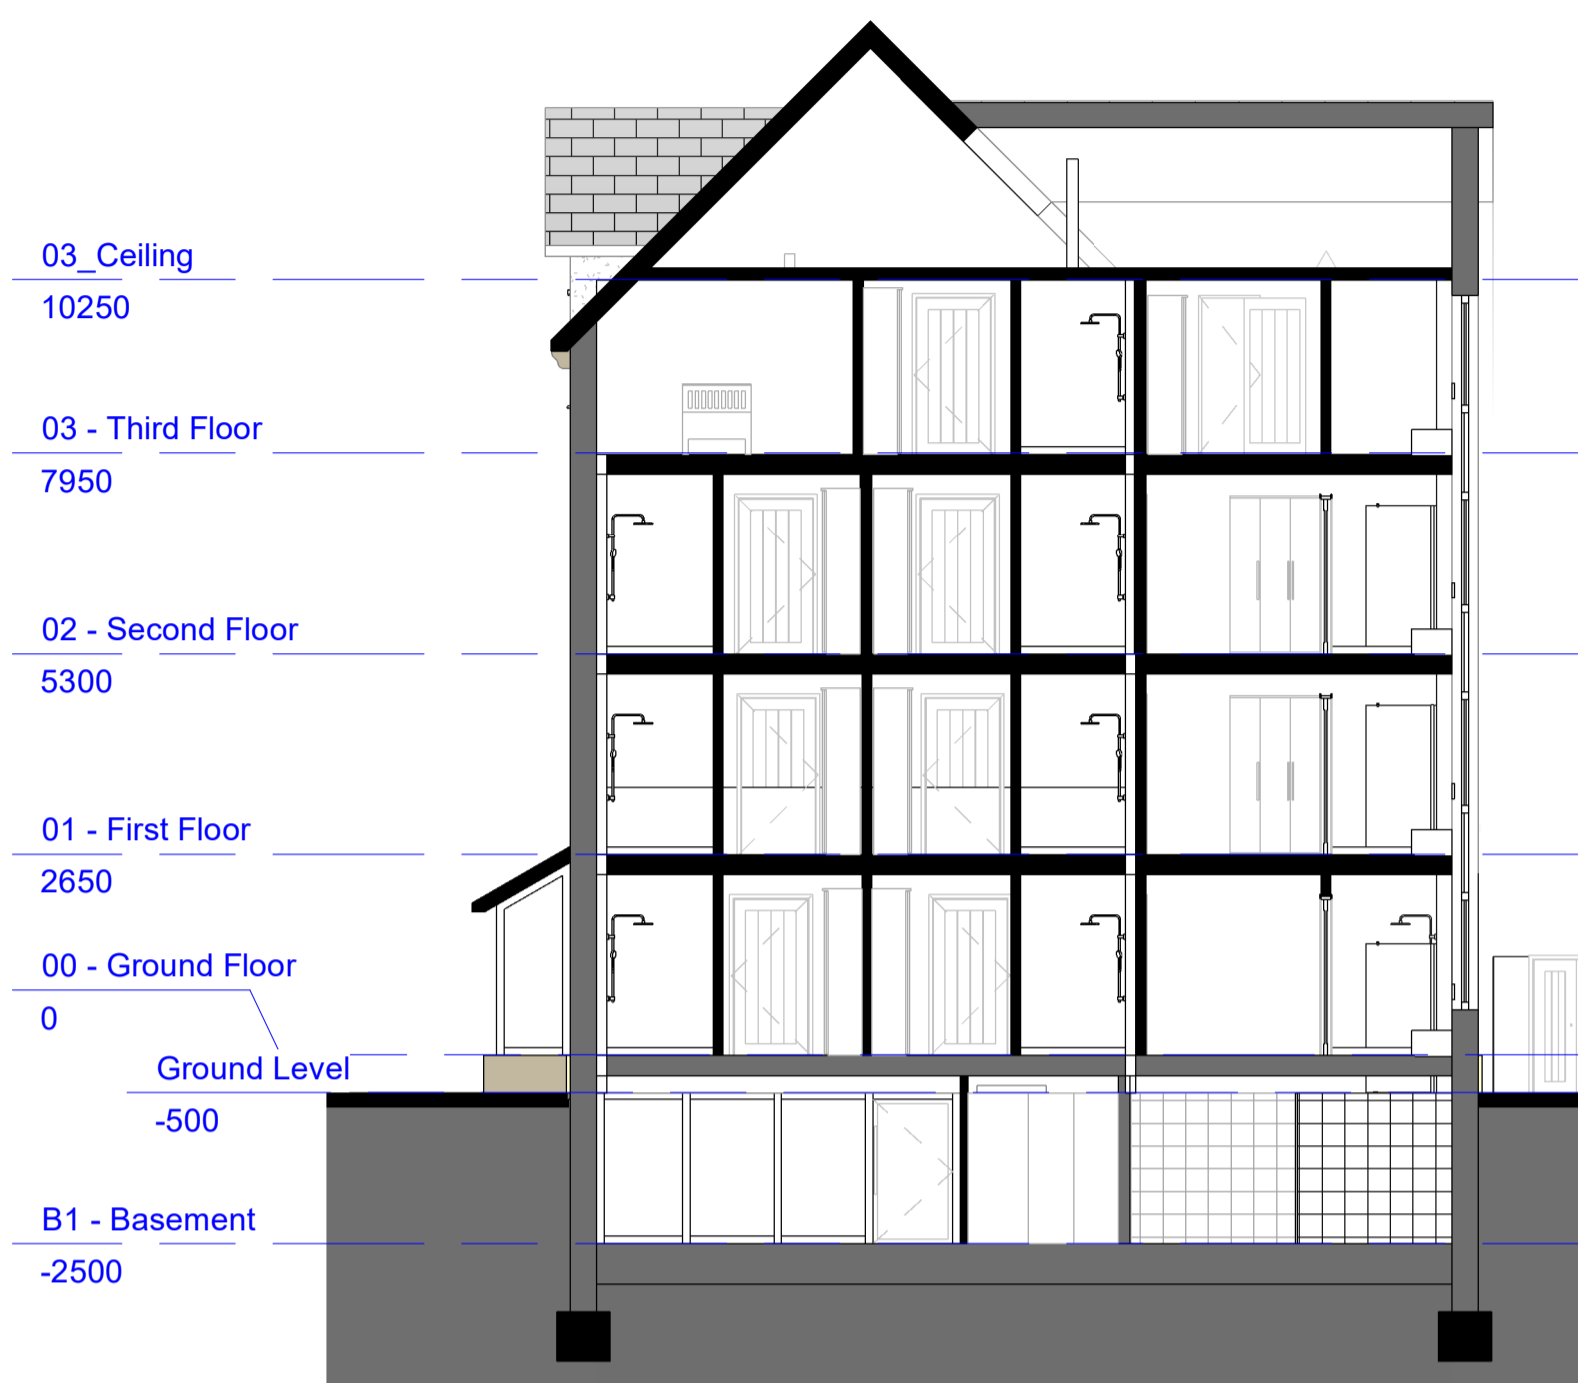 03_Ceiling
10250
03 - Third Floor
7950
02 - Second Floor
5300
01 - First Floor
2650
00 - Ground Floor
0
Ground Level
-500
B1 - Basement
-2500